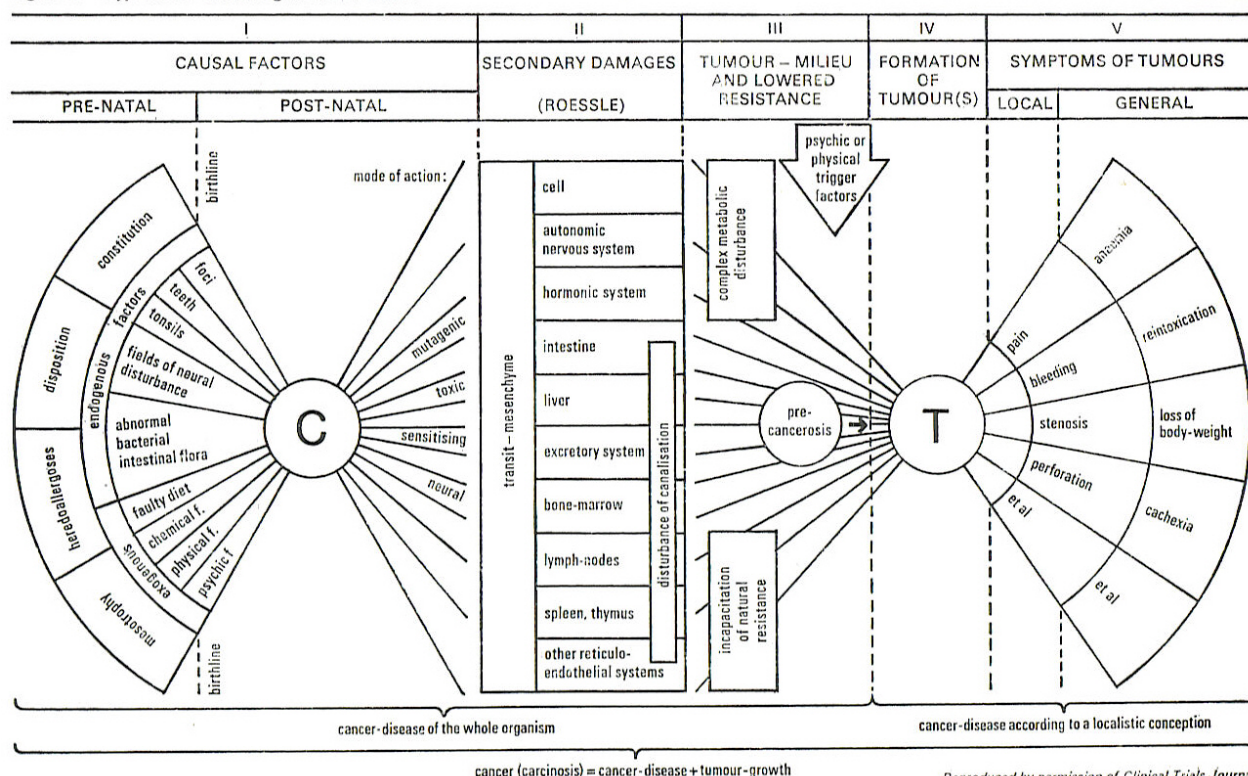 I
II
III
IV
V
CAUSAL FACTORS
SECONDARY DAMAGES
(ROESSLE)
TUMOUR – MILIEU
AND LOWERED
RESISTANCE
FORMATION
OF
TUMOUR(S)
SYMPTOMS OF TUMOURS
PRE-NATAL
POST-NATAL
LOCAL
GENERAL
birthline
constitution
disposition
heredoallergoses
mesotrophy
endogenous factors
exogenous
foci
teeth
tonsils
fields of neural
disturbance
abnormal
bacterial
intestinal flora
faulty diet
chemical f.
physical f.
psychic f
birthline
C
mode of action:
mutagenic
toxic
sensitising
neural
transit – mesenchyme
cell
autonomic
nervous system
hormonic system
intestine
liver
excretory system
bone-marrow
lymph-nodes
spleen, thymus
other reticulo-
endothelial systems
disturbance of canalisation
psychic or
physical
trigger
factors
complex metabolic
disturbance
pre-
cancerosis
incapacitation
of natural
resistance
T
pain
bleeding
stenosis
perforation
et al
anaemia
reintoxication
loss of
body-weight
cachexia
et al
cancer-disease of the whole organism
cancer-disease according to a localistic conception
cancer (carcinosis) = cancer-disease + tumour-growth
Reproduced by permission of Clinical Trials